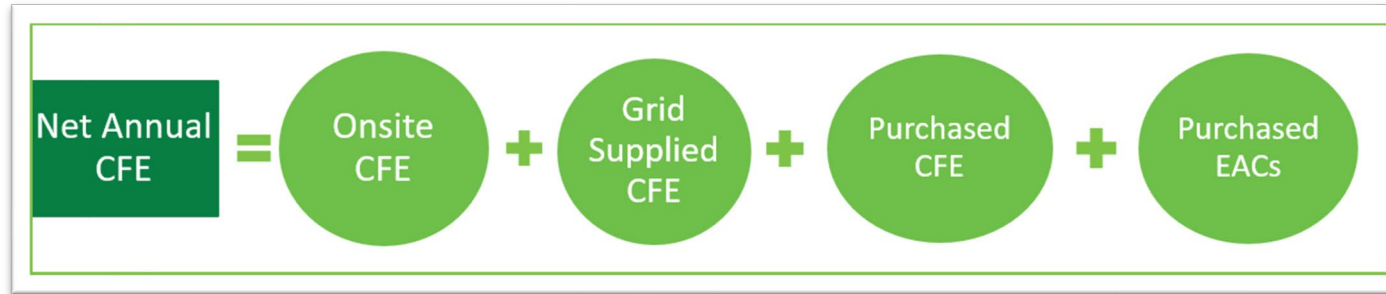 Net Annual
CFE
=
Onsite
CFE
+
Grid
Supplied
CFE
+
Purchased
CFE
+
Purchased
EACs